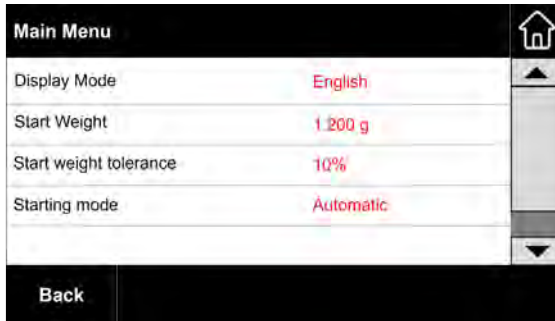 Main Menu
Display Mode English
Start Weight 1.200 g
Start weight tolerance 10%
Starting mode Automatic
Back